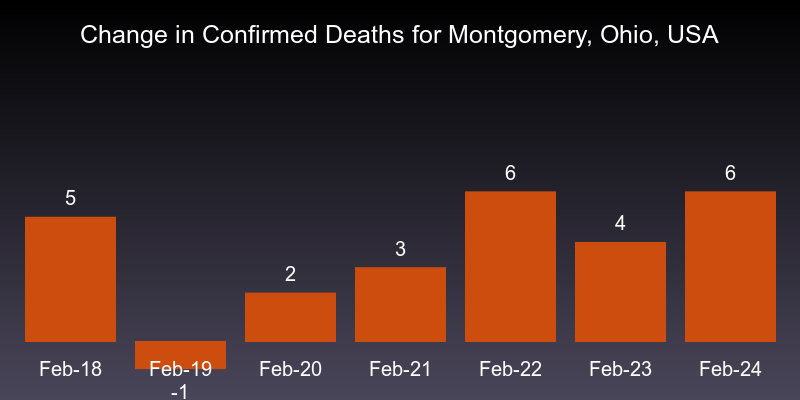 Change in Confirmed Deaths for Montgomery, Ohio, USA
5
2
3
6
4
6
Feb-18
Feb-19
Feb-20
Feb-21
Feb-22
Feb-23
Feb-24
-1